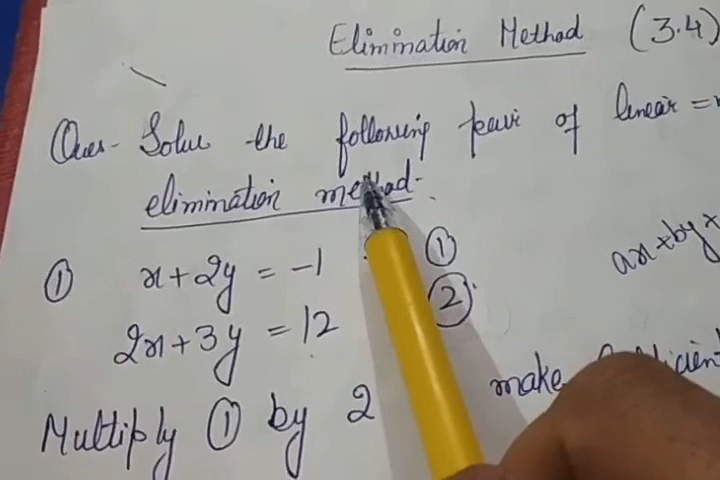 Elimination Method (3.4)
Ques- Solve the following pair of linear =
elimination method.
① x + 2y = -1 ①
2x + 3y = 12 ②
ax + by +
Multiply ① by 2 make